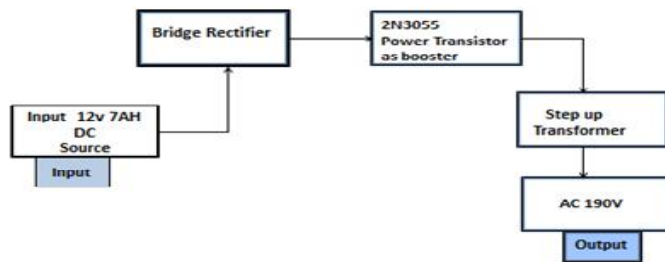 Bridge Rectifier
2N3055
Power Transistor
as booster
Input 12v 7AH
DC
Source
Input
Step up
Transformer
AC 190V
Output